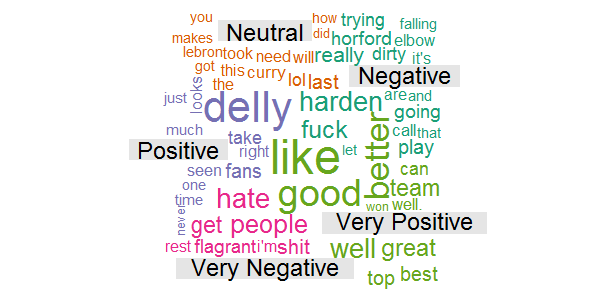 you how trying falling
Neutral did
makes horford elbow
lebron took need will really dirty it's
got this curry lol last Negative
the
just looks delly harden are and
going
much take fuck better call that
Positive right like let play
seen fans can
one hate good team
time won well.
never get people Very Positive
rest flagrant i'm shit well great
Very Negative top best